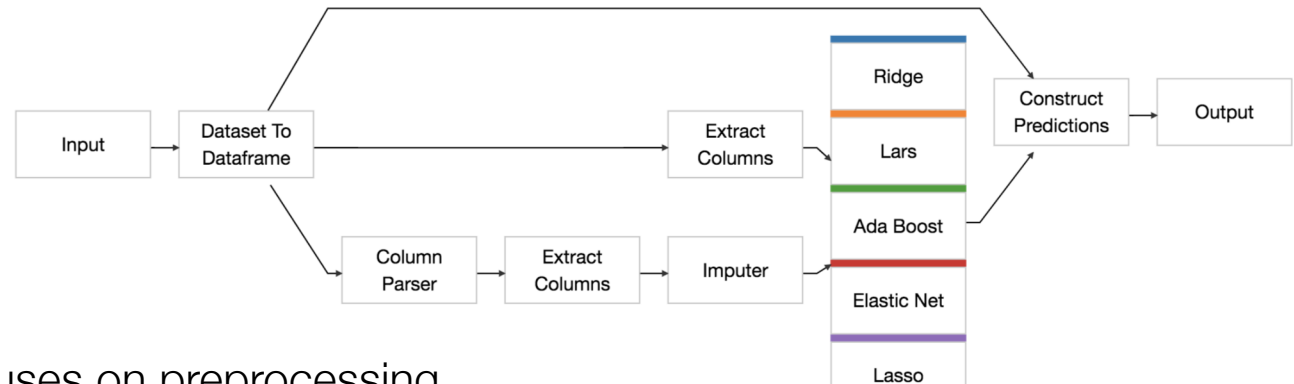 Input
Dataset To
Dataframe
Column
Parser
Extract
Columns
Extract
Columns
Imputer
Ridge
Lars
Ada Boost
Elastic Net
Lasso
Construct
Predictions
Output
on preprocessing